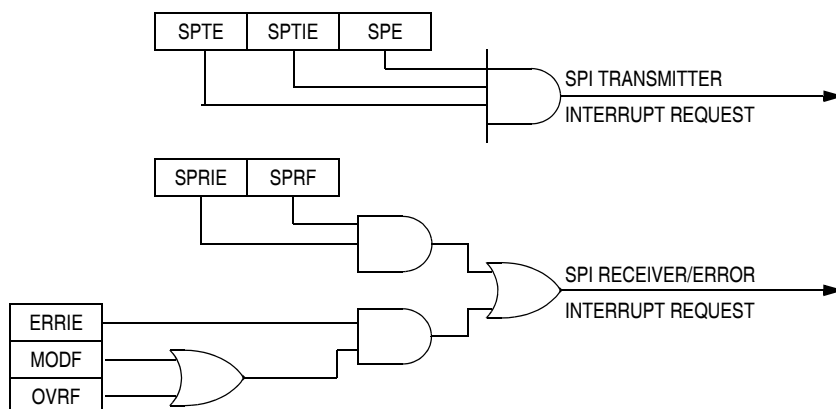 SPTE SPTIE SPE
SPI TRANSMITTER
INTERRUPT REQUEST
SPRIE SPRF
SPI RECEIVER/ERROR
INTERRUPT REQUEST
ERRIE
MODF
OVRF